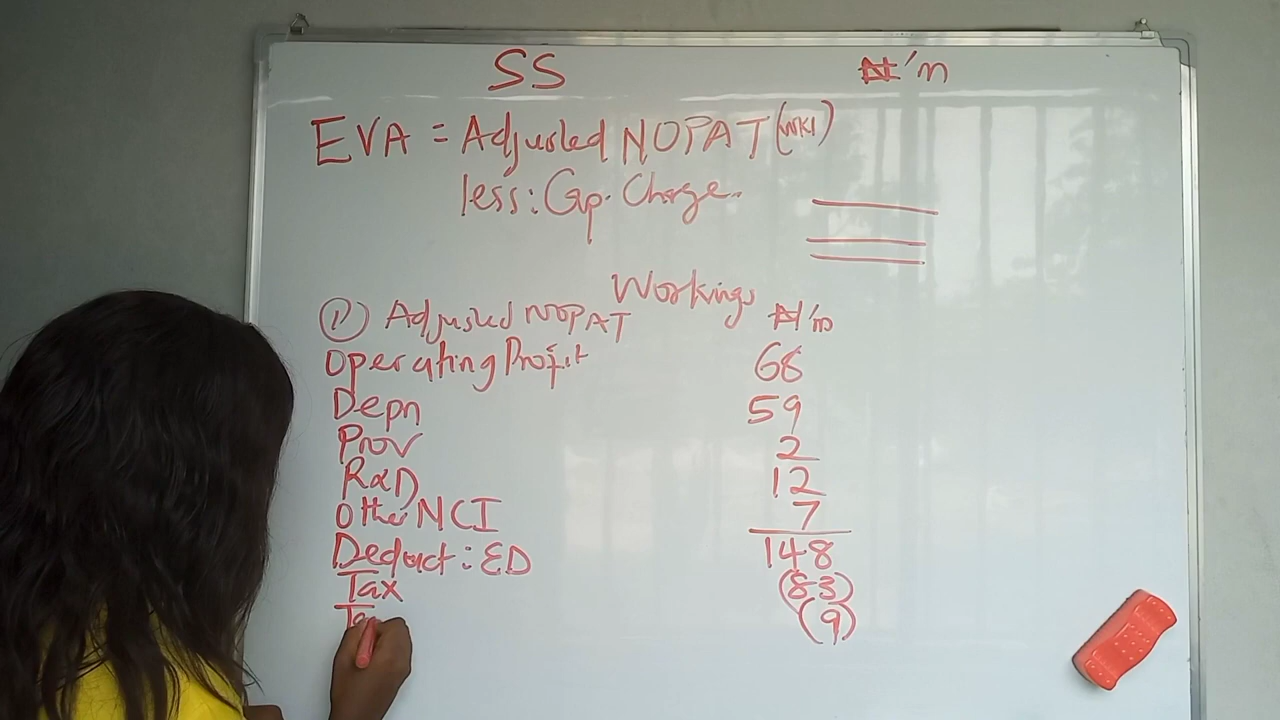 SS ₦'m
EVA = Adjusted NOPAT (WK1)
less: Cap. Charge.
Workings
(1) Adjusted NOPAT ₦'m
Operating Profit 68
Depn 59
Prov 2
R&D 12
Other NCI 7
148
Deduct: ED (83)
Tax (9)
Ta